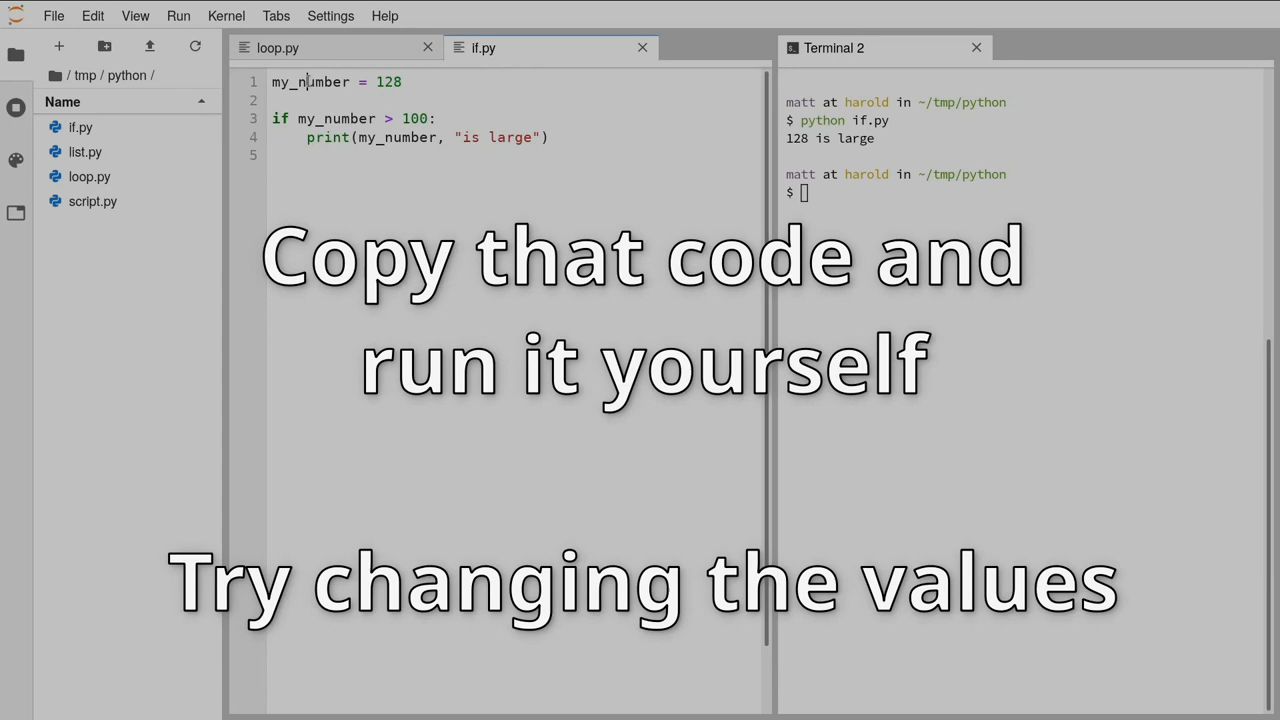 File Edit View Run Kernel Tabs Settings Help
/ tmp / python /
Name
if.py
list.py
loop.py
script.py
loop.py
if.py
1 my_number = 128
2
3 if my_number > 100:
4 print(my_number, "is large")
5
Terminal 2
matt at harold in ~/tmp/python
$ python if.py
128 is large
matt at harold in ~/tmp/python
$
Copy that code and
run it yourself
Try changing the values